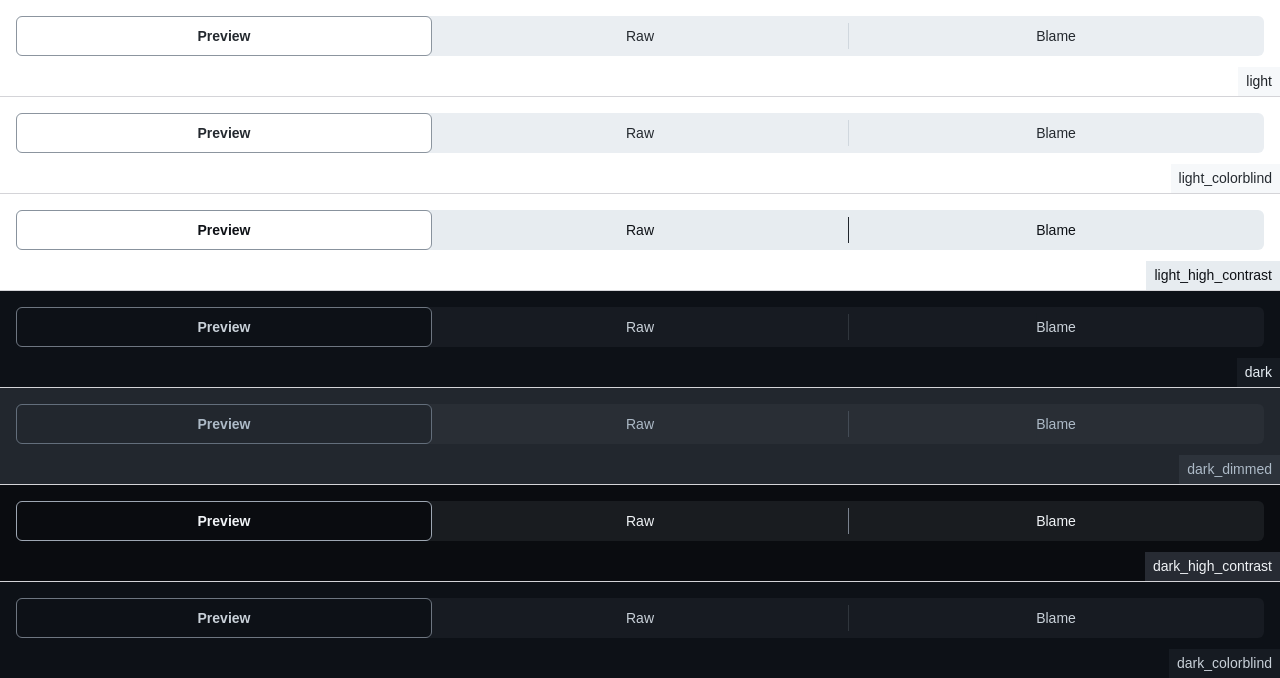 Preview Raw Blame
light
Preview Raw Blame
light_colorblind
Preview Raw Blame
light_high_contrast
Preview Raw Blame
dark
Preview Raw Blame
dark_dimmed
Preview Raw Blame
dark_high_contrast
Preview Raw Blame
dark_colorblind